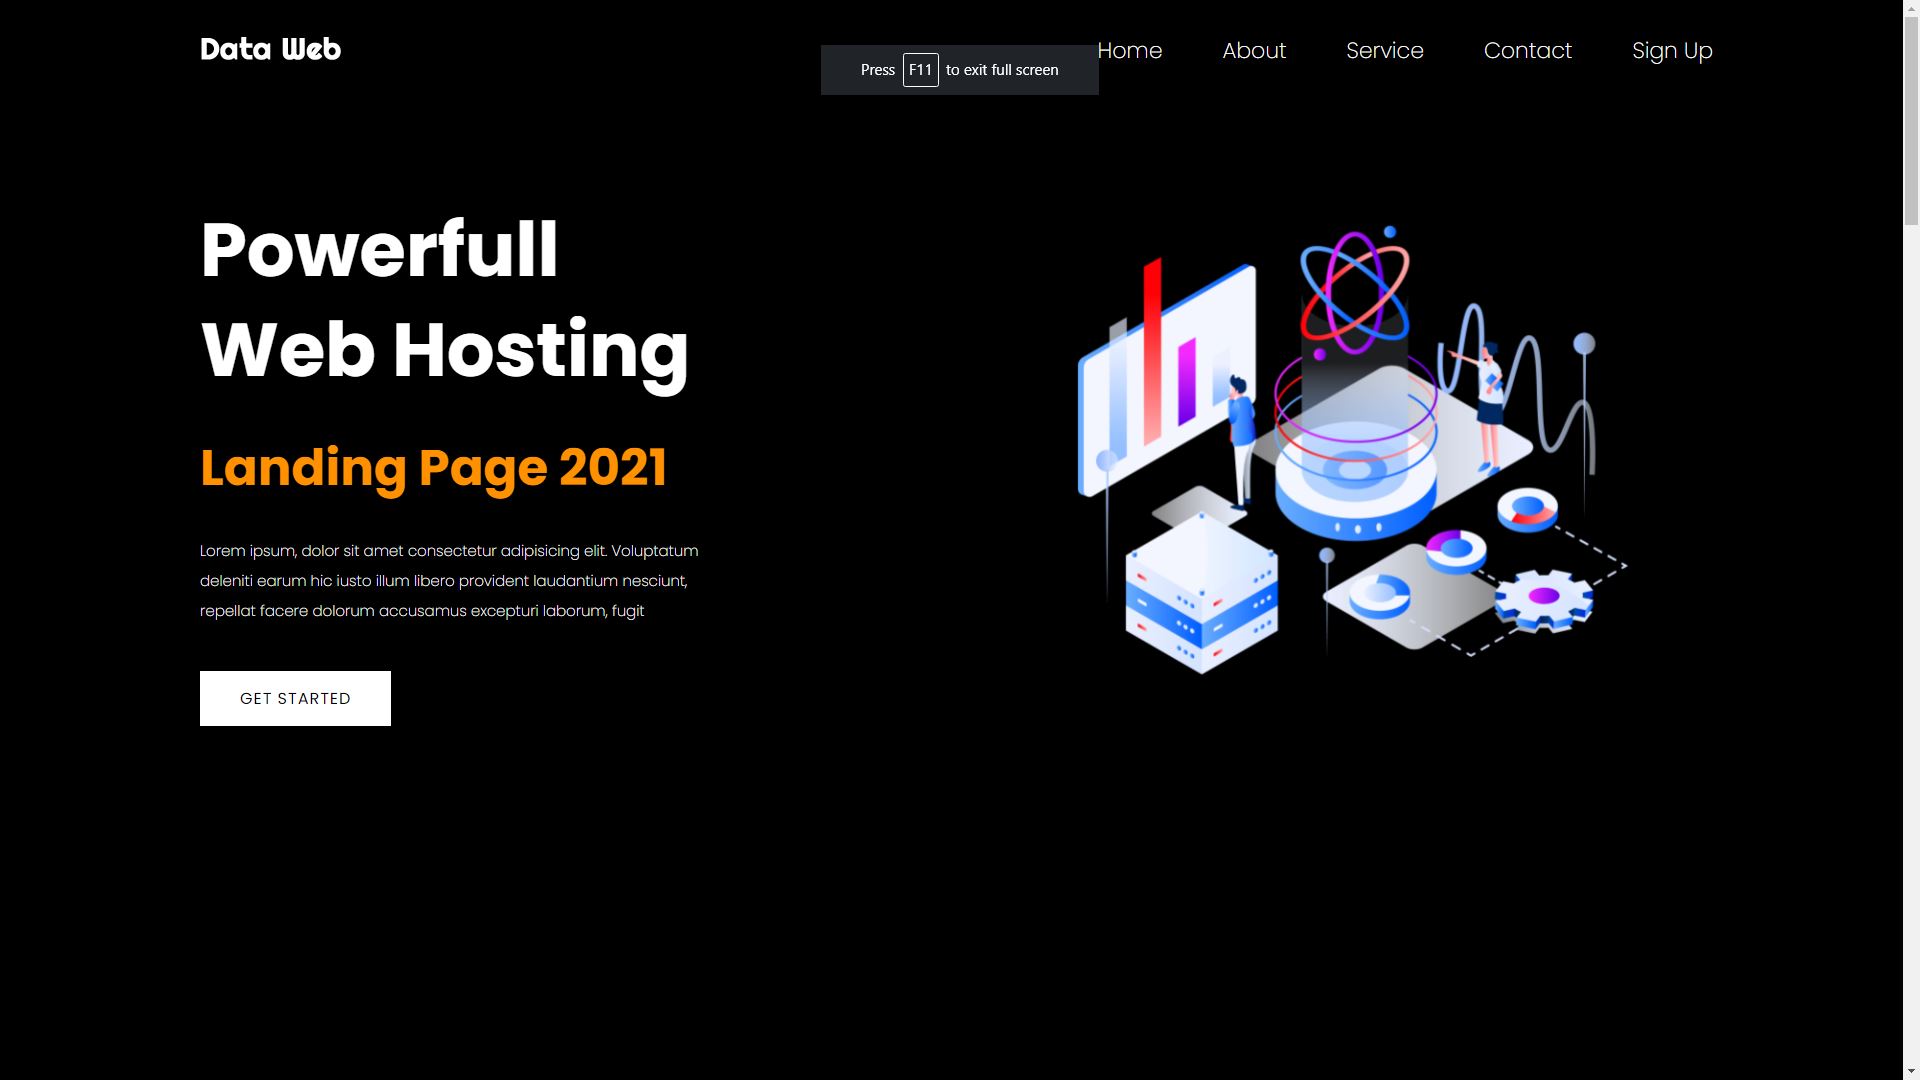 Data Web
Home About Service Contact Sign Up
Press F11 to exit full screen
Powerfull
Web Hosting
Landing Page 2021
Lorem ipsum, dolor sit amet consectetur adipisicing elit. Voluptatum
deleniti earum hic iusto illum libero provident laudantium nesciunt,
repellat facere dolorum accusamus excepturi laborum, fugit
GET STARTED